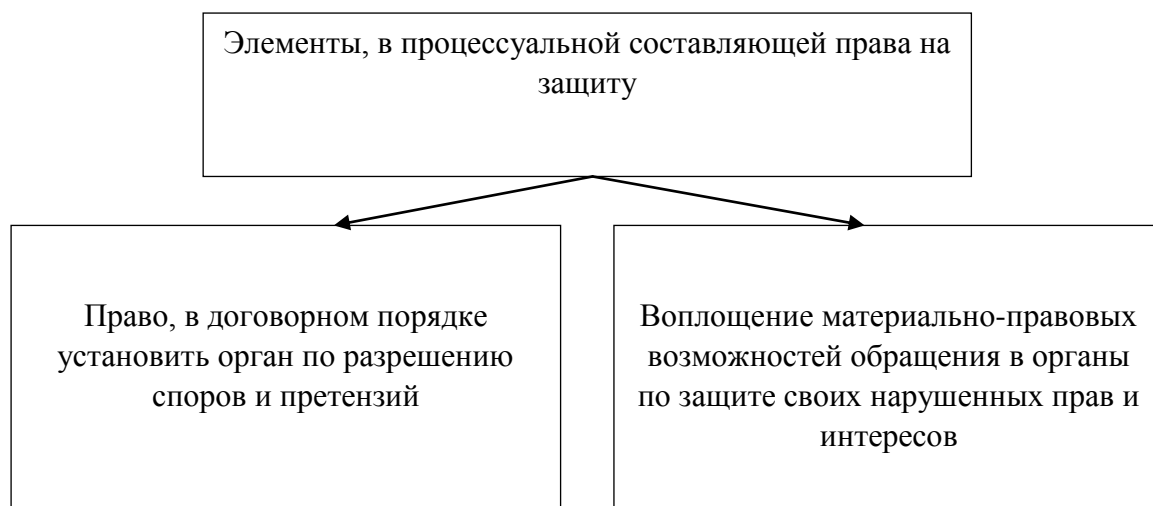 Элементы, в процессуальной составляющей права на
защиту
Право, в договорном порядке
установить орган по разрешению
споров и претензий
Воплощение материально-правовых
возможностей обращения в органы
по защите своих нарушенных прав и
интересов